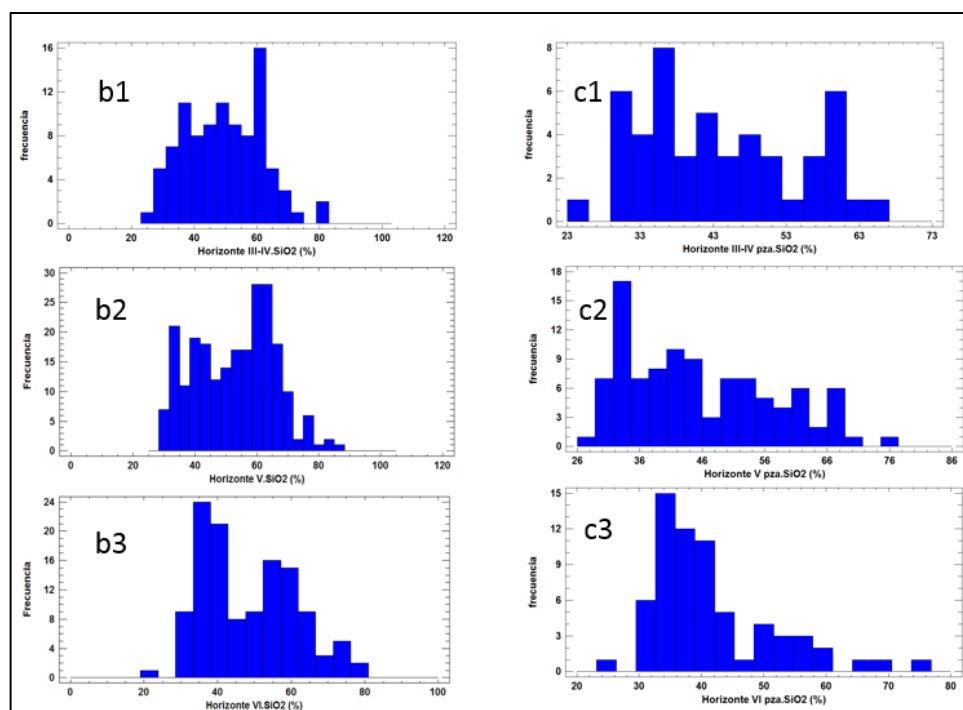 b1
frecuencia
16
12
8
4
0
0 20 40 60 80 100 120
Horizonte III-IV.SiO2 (%)
c1
frecuencia
8
6
4
2
0
23 33 43 53 63 73
Horizonte III-IV pza.SiO2 (%)
b2
Frecuencia
30
25
20
15
10
5
0
0 20 40 60 80 100 120
Horizonte V.SiO2 (%)
c2
frecuencia
18
15
12
9
6
3
0
26 36 46 56 66 76 86
Horizonte V pza.SiO2 (%)
b3
Frecuencia
24
20
16
12
8
4
0
0 20 40 60 80 100
Horizonte VI.SiO2 (%)
c3
frecuencia
15
12
9
6
3
0
20 30 40 50 60 70 80
Horizonte VI pza.SiO2 (%)